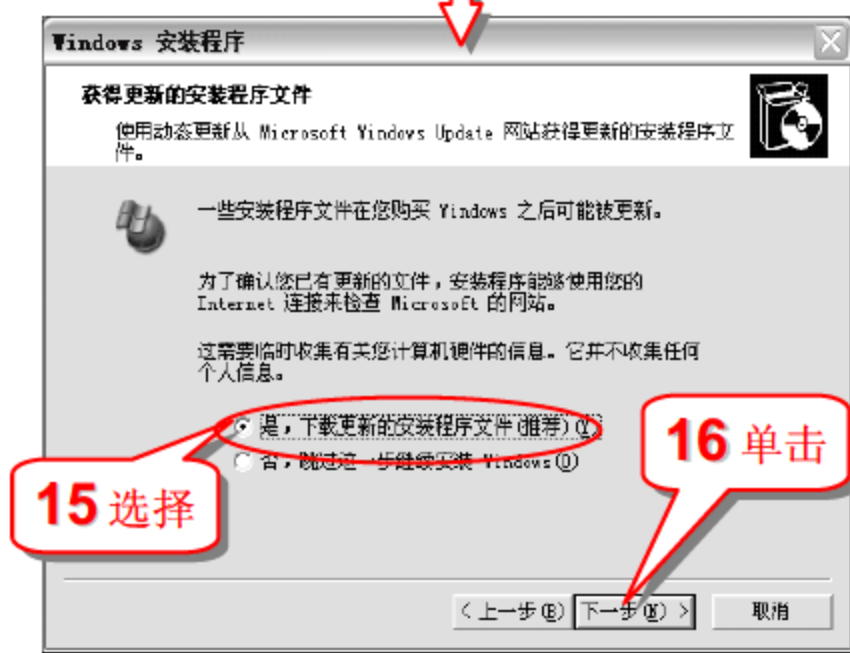 Windows 安装程序
获得更新的安装程序文件
使用动态更新从 Microsoft Windows Update 网站获得更新的安装程序文
件。
一些安装程序文件在您购买 Windows 之后可能被更新。
为了确认您已有更新的文件，安装程序能够使用您的
Internet 连接来检查 Microsoft 的网站。
这需要临时收集有关您计算机硬件的信息。它并不收集任何
个人信息。
是，下载更新的安装程序文件(推荐)(Y)
否，跳过这一步继续安装 Windows(O)
15 选择
16 单击
< 上一步(B)
下一步(N) >
取消